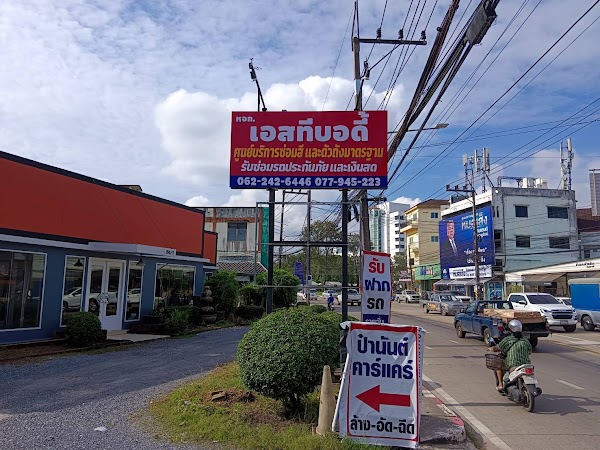 หจก.
เอสทีบอดี้
ศูนย์บริการซ่อมสี และตัวถังมาตรฐาน
รับซ่อมรถประกันภัย และเงินสด
062-242-6446 077-945-223
รับ
ฝาก
รถ
ป๋านันต์
คาร์แคร์
ล้าง-อัด-ฉีด